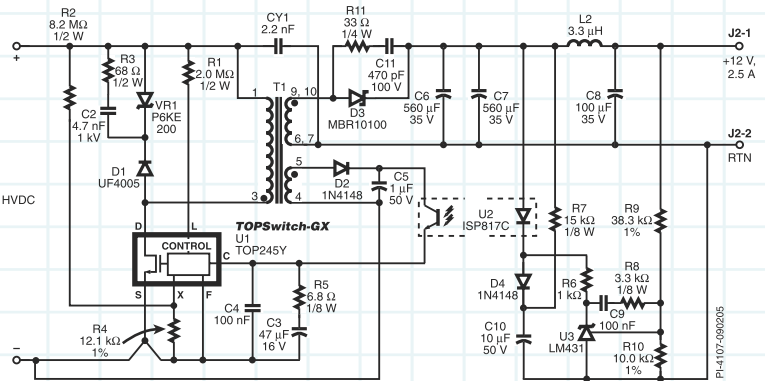 R2
8.2 MΩ
1/2 W
R3
68 Ω
1/2 W
VR1
P6KE
200
R1
2.0 MΩ
1/2 W
C2
4.7 nF
1 kV
D1
UF4005
HVDC
+
–
CY1
2.2 nF
R11
33 Ω
1/4 W
C11
470 pF
100 V
T1
1
3
9, 10
6, 7
5
4
D3
MBR10100
D2
1N4148
C5
1 µF
50 V
C6
560 µF
35 V
C7
560 µF
35 V
L2
3.3 µH
C8
100 µF
35 V
J2-1
+12 V,
2.5 A
J2-2
RTN
TOPSwitch-GX
U1
TOP245Y
D
L
CONTROL
C
S
X
F
R4
12.1 kΩ
1%
C4
100 nF
R5
6.8 Ω
1/8 W
C3
47 µF
16 V
U2
ISP817C
R7
15 kΩ
1/8 W
R9
38.3 kΩ
1%
D4
1N4148
R6
1 kΩ
R8
3.3 kΩ
1/8 W
C9
100 nF
C10
10 µF
50 V
U3
LM431
R10
10.0 kΩ
1%
PI-4107-090205